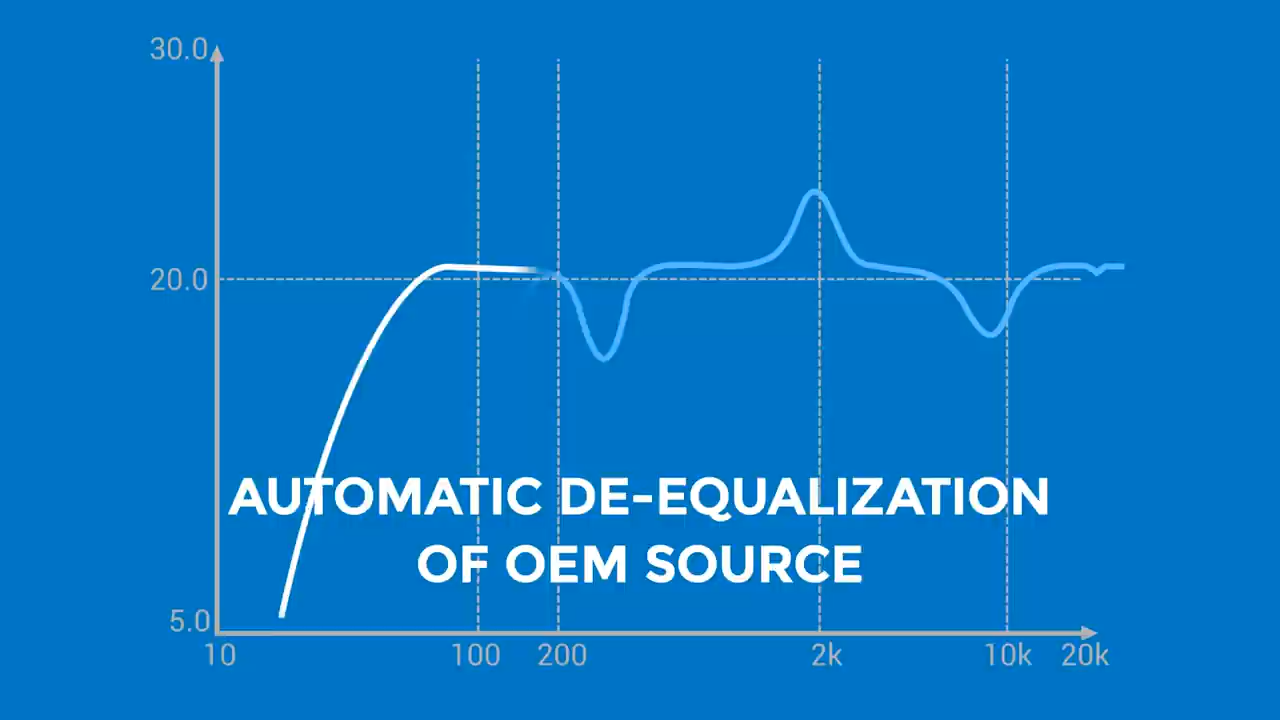 30.0
20.0
5.0
AUTOMATIC DE-EQUALIZATION
OF OEM SOURCE
10 100 200 2k 10k 20k